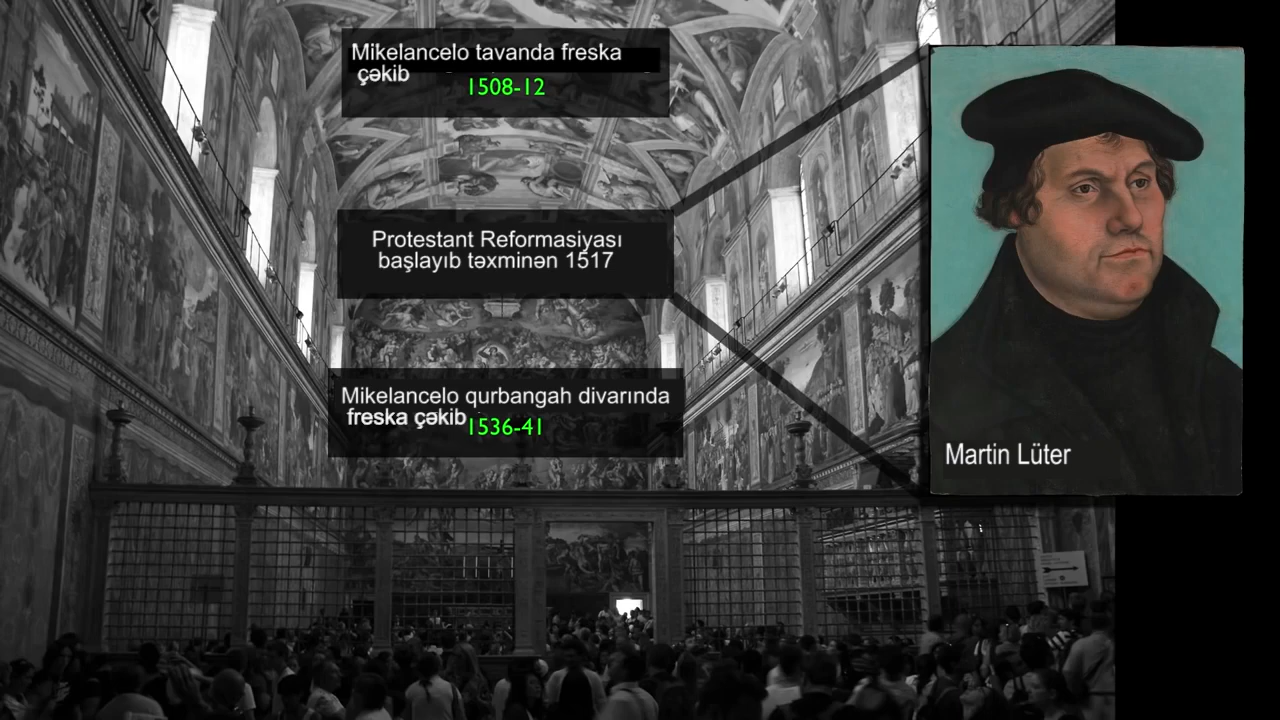 Mikelancelo tavanda freska
çəkib
1508-12
Protestant Reformasiyası
başlayıb təxminən 1517
Mikelancelo qurbangah divarında
freska çəkib
1536-41
Martin Lüter